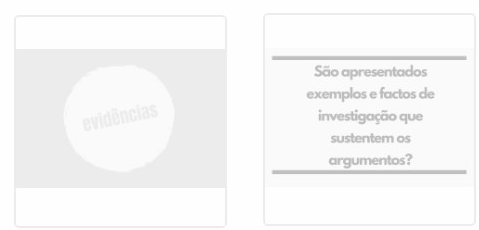 evidências
São apresentados
exemplos e factos de
investigação que
sustentem os
argumentos?